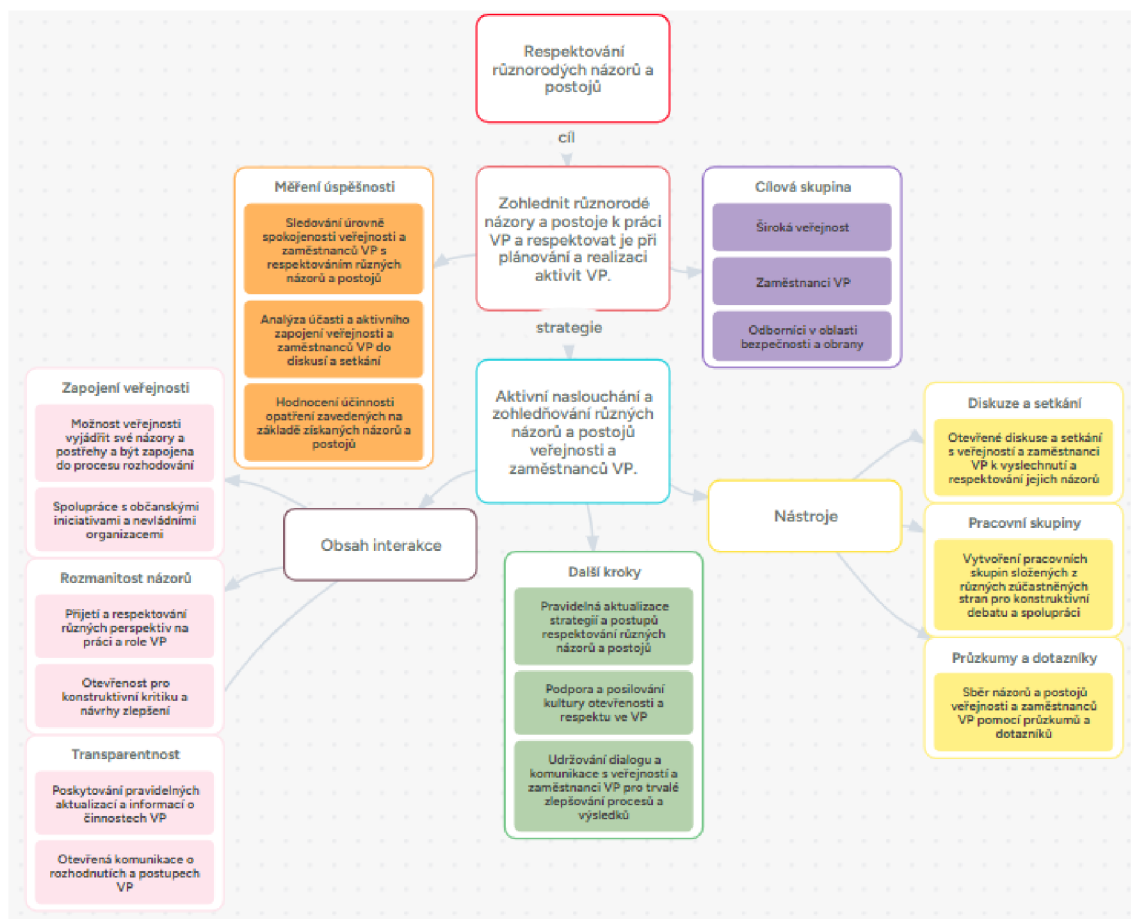 Respektování
různorodých názorů a
postojů
cíl
Zohlednit různorodé
názory a postoje k práci
VP a respektovat je při
plánování a realizaci
aktivit VP.
Měření úspěšnosti
Sledování úrovně
spokojenosti veřejnosti a
zaměstnanců VP s
respektováním různých
názorů a postojů
Analýza účasti a aktivního
zapojení veřejnosti a
zaměstnanců VP do
diskusí a setkání
Hodnocení účinnosti
opatření zavedených na
základě získaných názorů a
postojů
Cílová skupina
Široká veřejnost
Zaměstnanci VP
Odborníci v oblasti
bezpečnosti a obrany
strategie
Aktivní naslouchání a
zohledňování různých
názorů a postojů
veřejnosti a
zaměstnanců VP.
Zapojení veřejnosti
Možnost veřejnosti
vyjádřit své názory a
postřehy a být zapojena
do procesu rozhodování
Spolupráce s občanskými
iniciativami a nevládními
organizacemi
Obsah interakce
Rozmanitost názorů
Přijetí a respektování
různých perspektiv na
práci a role VP
Otevřenost pro
konstruktivní kritiku a
návrhy zlepšení
Transparentnost
Poskytování pravidelných
aktualizací a informací o
činnostech VP
Otevřená komunikace o
rozhodnutích a postupech
VP
Další kroky
Pravidelná aktualizace
strategií a postupů
respektování různých
názorů a postojů
Podpora a posilování
kultury otevřenosti a
respektu ve VP
Udržování dialogu a
komunikace s veřejností a
zaměstnanci VP pro trvalé
zlepšování procesů a
výsledků
Nástroje
Diskuze a setkání
Otevřené diskuse a setkání
s veřejností a zaměstnanci
VP k vyslechnutí a
respektování jejich názorů
Pracovní skupiny
Vytvoření pracovních
skupin složených z
různých zúčastněných
stran pro konstruktivní
debatu a spolupráci
Průzkumy a dotazníky
Sběr názorů a postojů
veřejnosti a zaměstnanců
VP pomocí průzkumů a
dotazníků